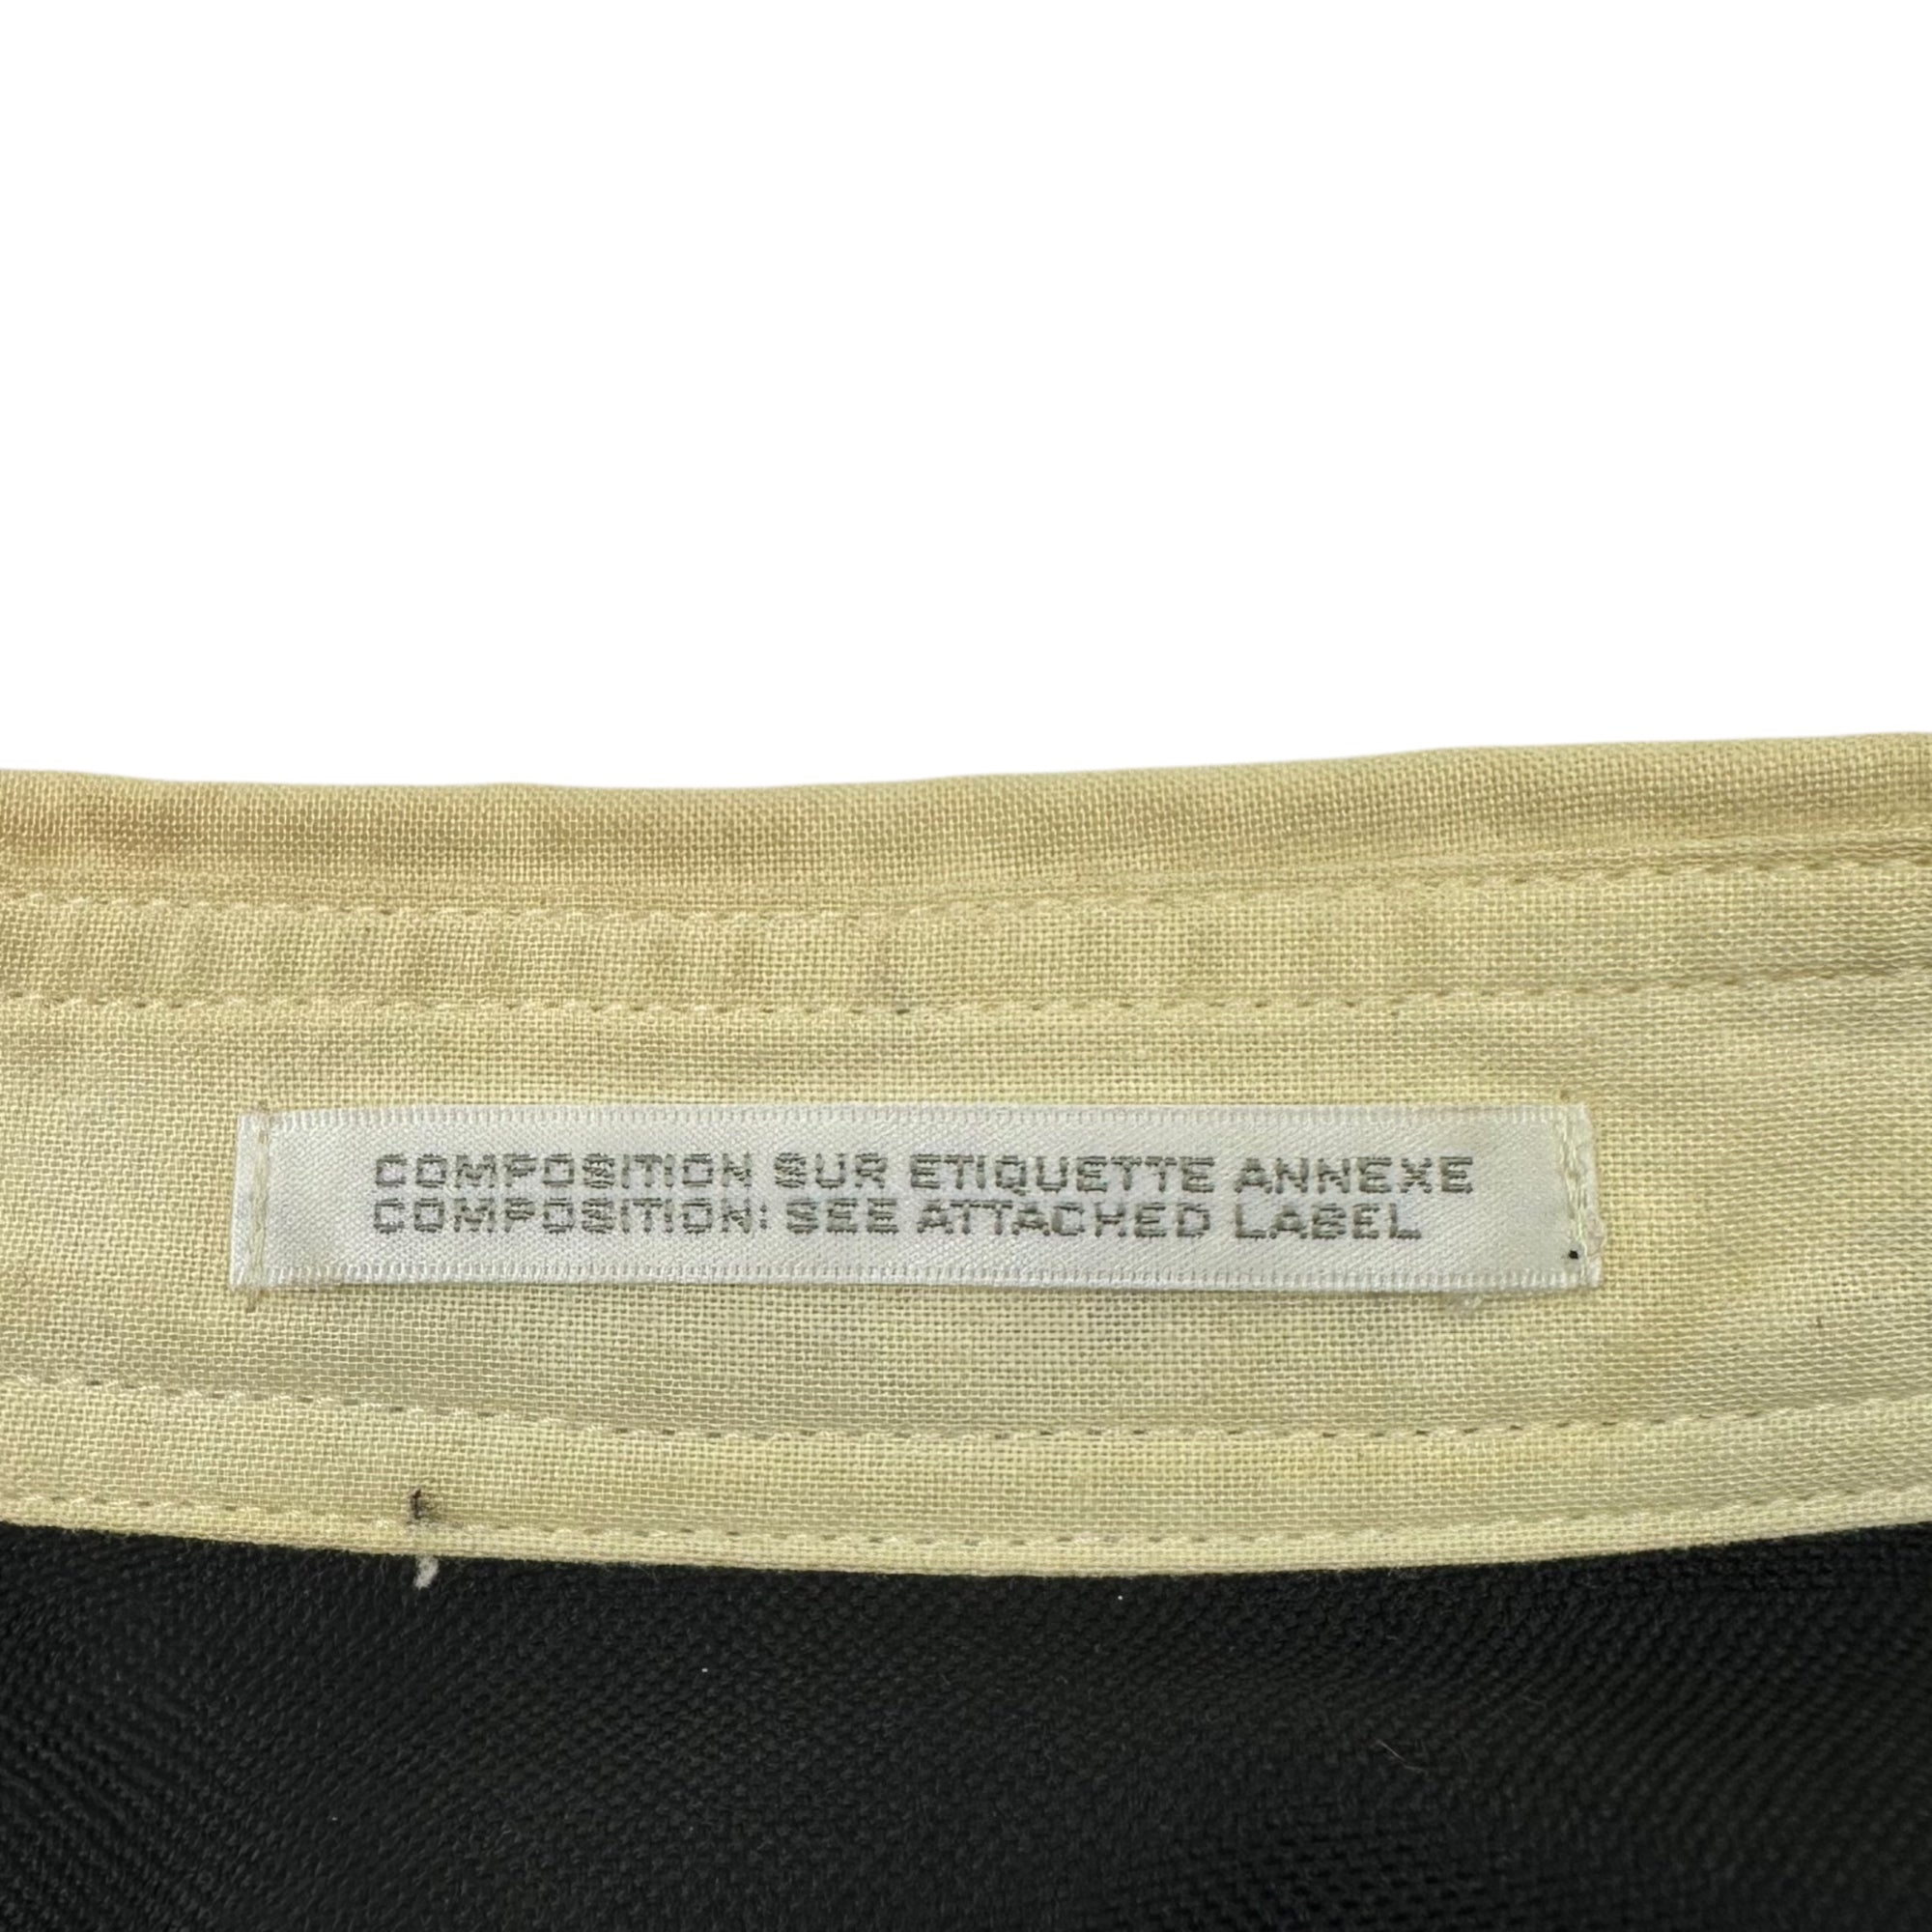 COMPOSITION SUR ETIQUETTE ANNEXE
COMPOSITION: SEE ATTACHED LABEL